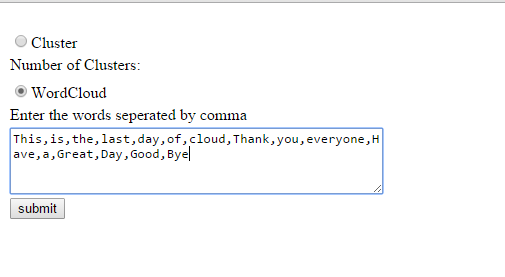 Cluster
Number of Clusters:
WordCloud
Enter the words seperated by comma
This,is,the,last,day,of,cloud,Thank,you,everyone,H
ave,a,Great,Day,Good,Bye
submit